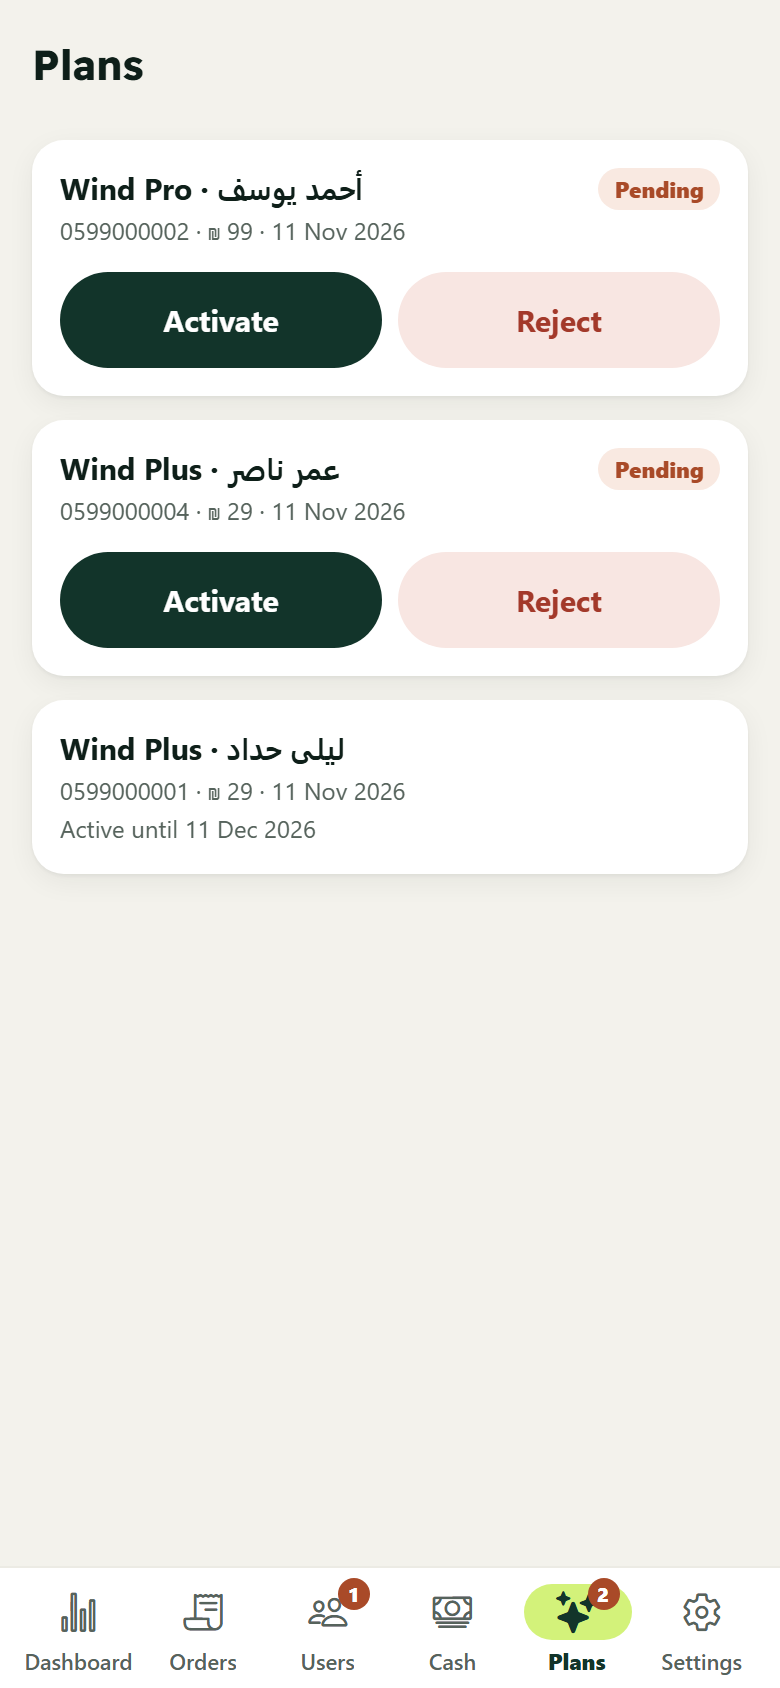 Plans
Wind Pro · أحمد يوسف
Pending
0599000002 · ₪ 99 · 11 Nov 2026
Activate
Reject
Wind Plus · عمر ناصر
Pending
0599000004 · ₪ 29 · 11 Nov 2026
Activate
Reject
Wind Plus · ليلى حداد
0599000001 · ₪ 29 · 11 Nov 2026
Active until 11 Dec 2026
1
2
Dashboard
Orders
Users
Cash
Plans
Settings